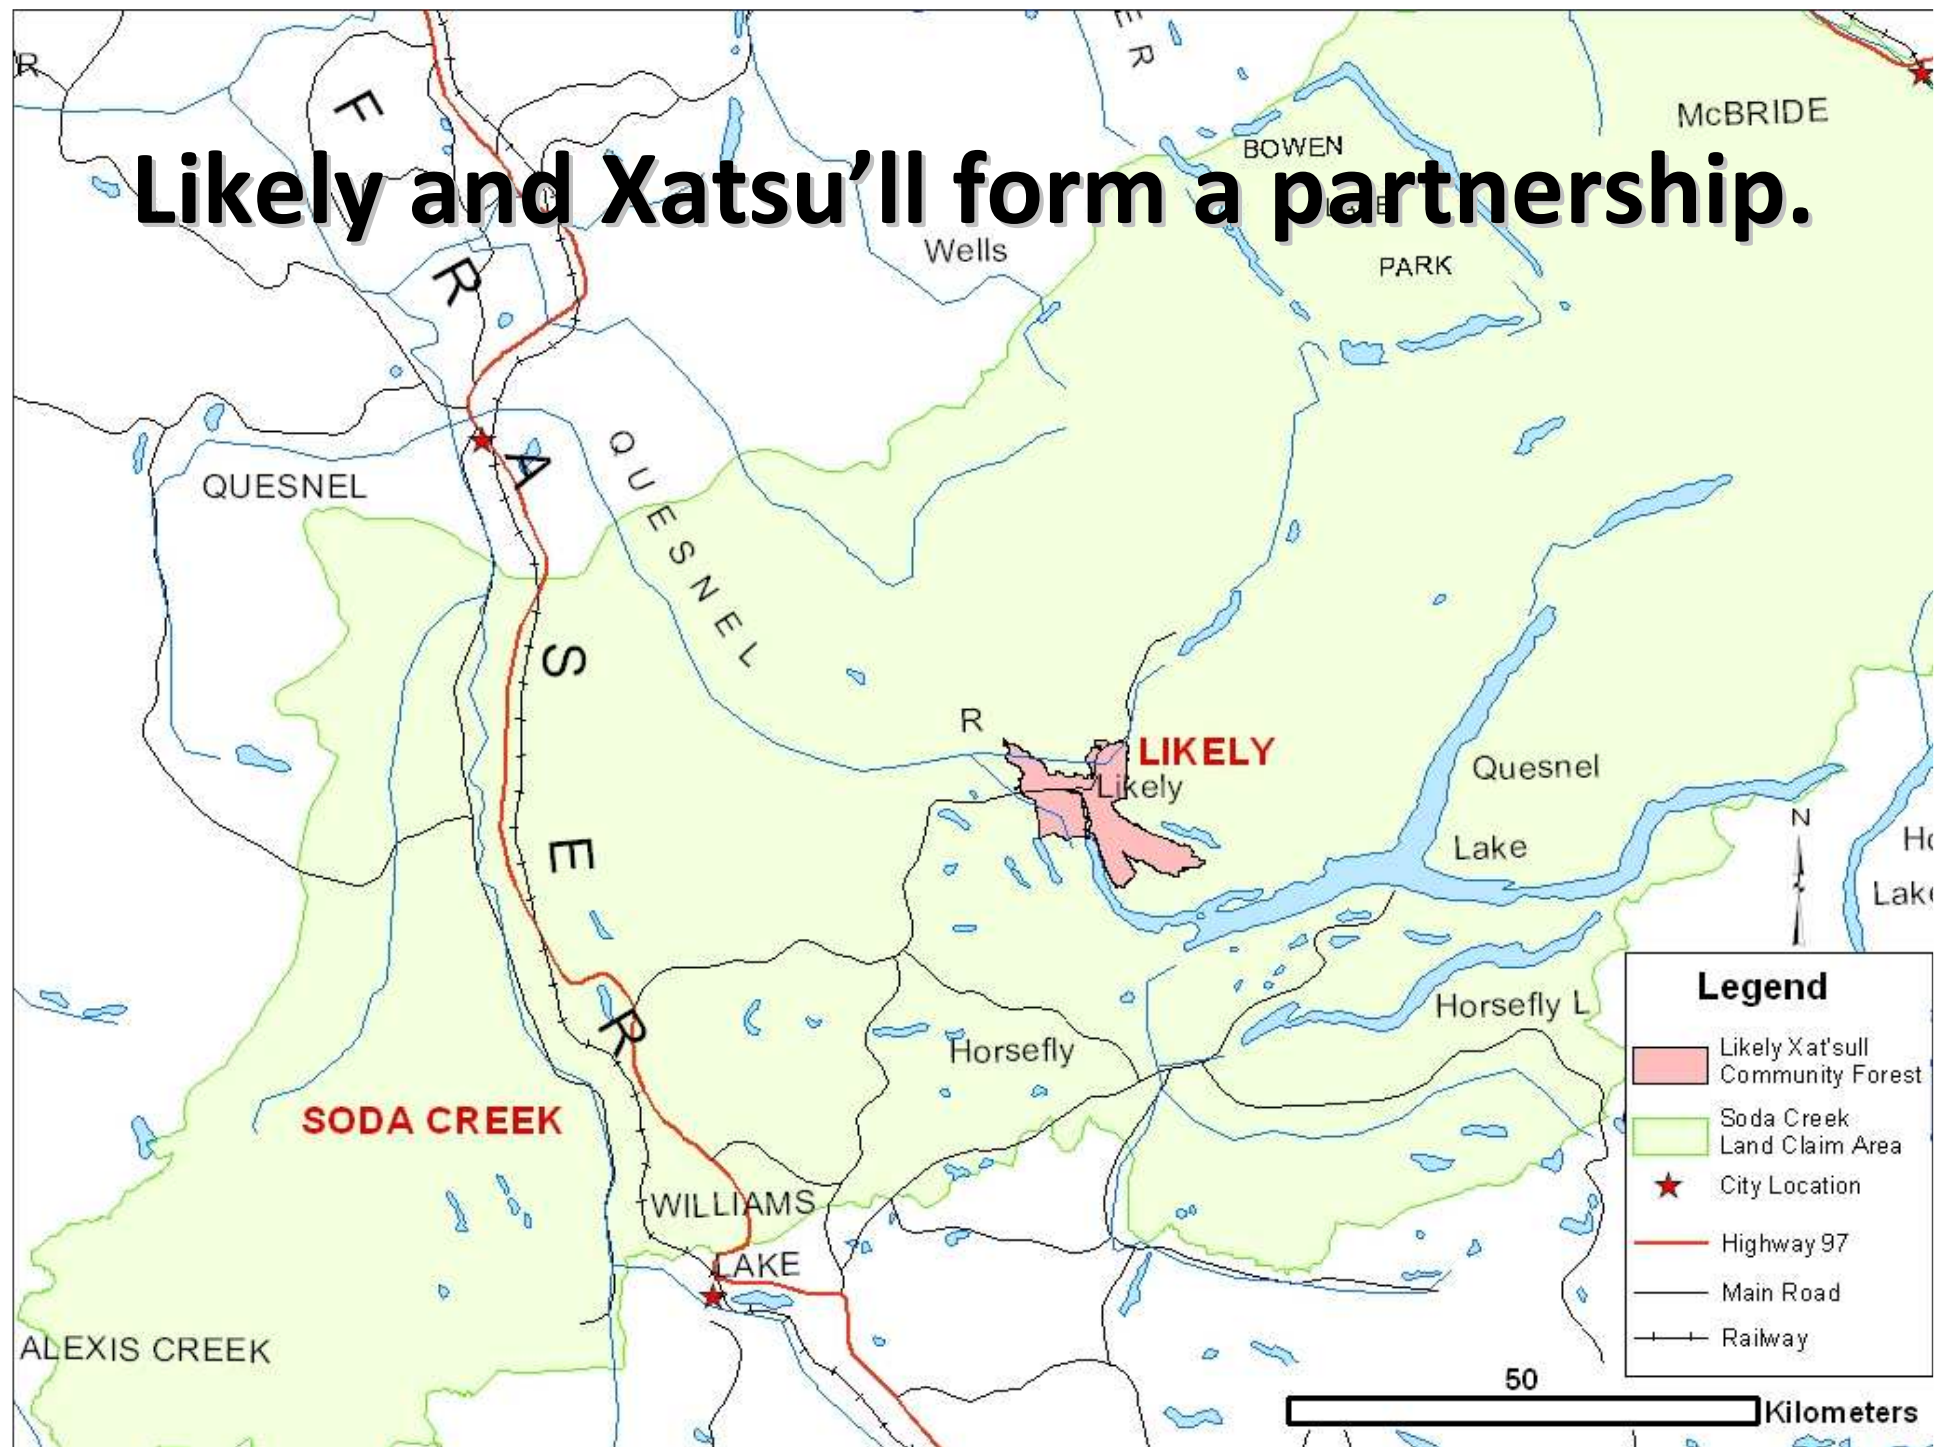 Likely and Xatsu’ll form a partnership.
R
F
R
A
S
E
R
ER
McBRIDE
BOWEN
PARK
Wells
QUESNEL
QUESNEL
R
LIKELY
Likely
Quesnel
Lake
Horsefly L
Horsefly
SODA CREEK
WILLIAMS
LAKE
ALEXIS CREEK
N
Legend
Likely Xat'sull
Community Forest
Soda Creek
Land Claim Area
City Location
Highway 97
Main Road
Railway
50
Kilometers